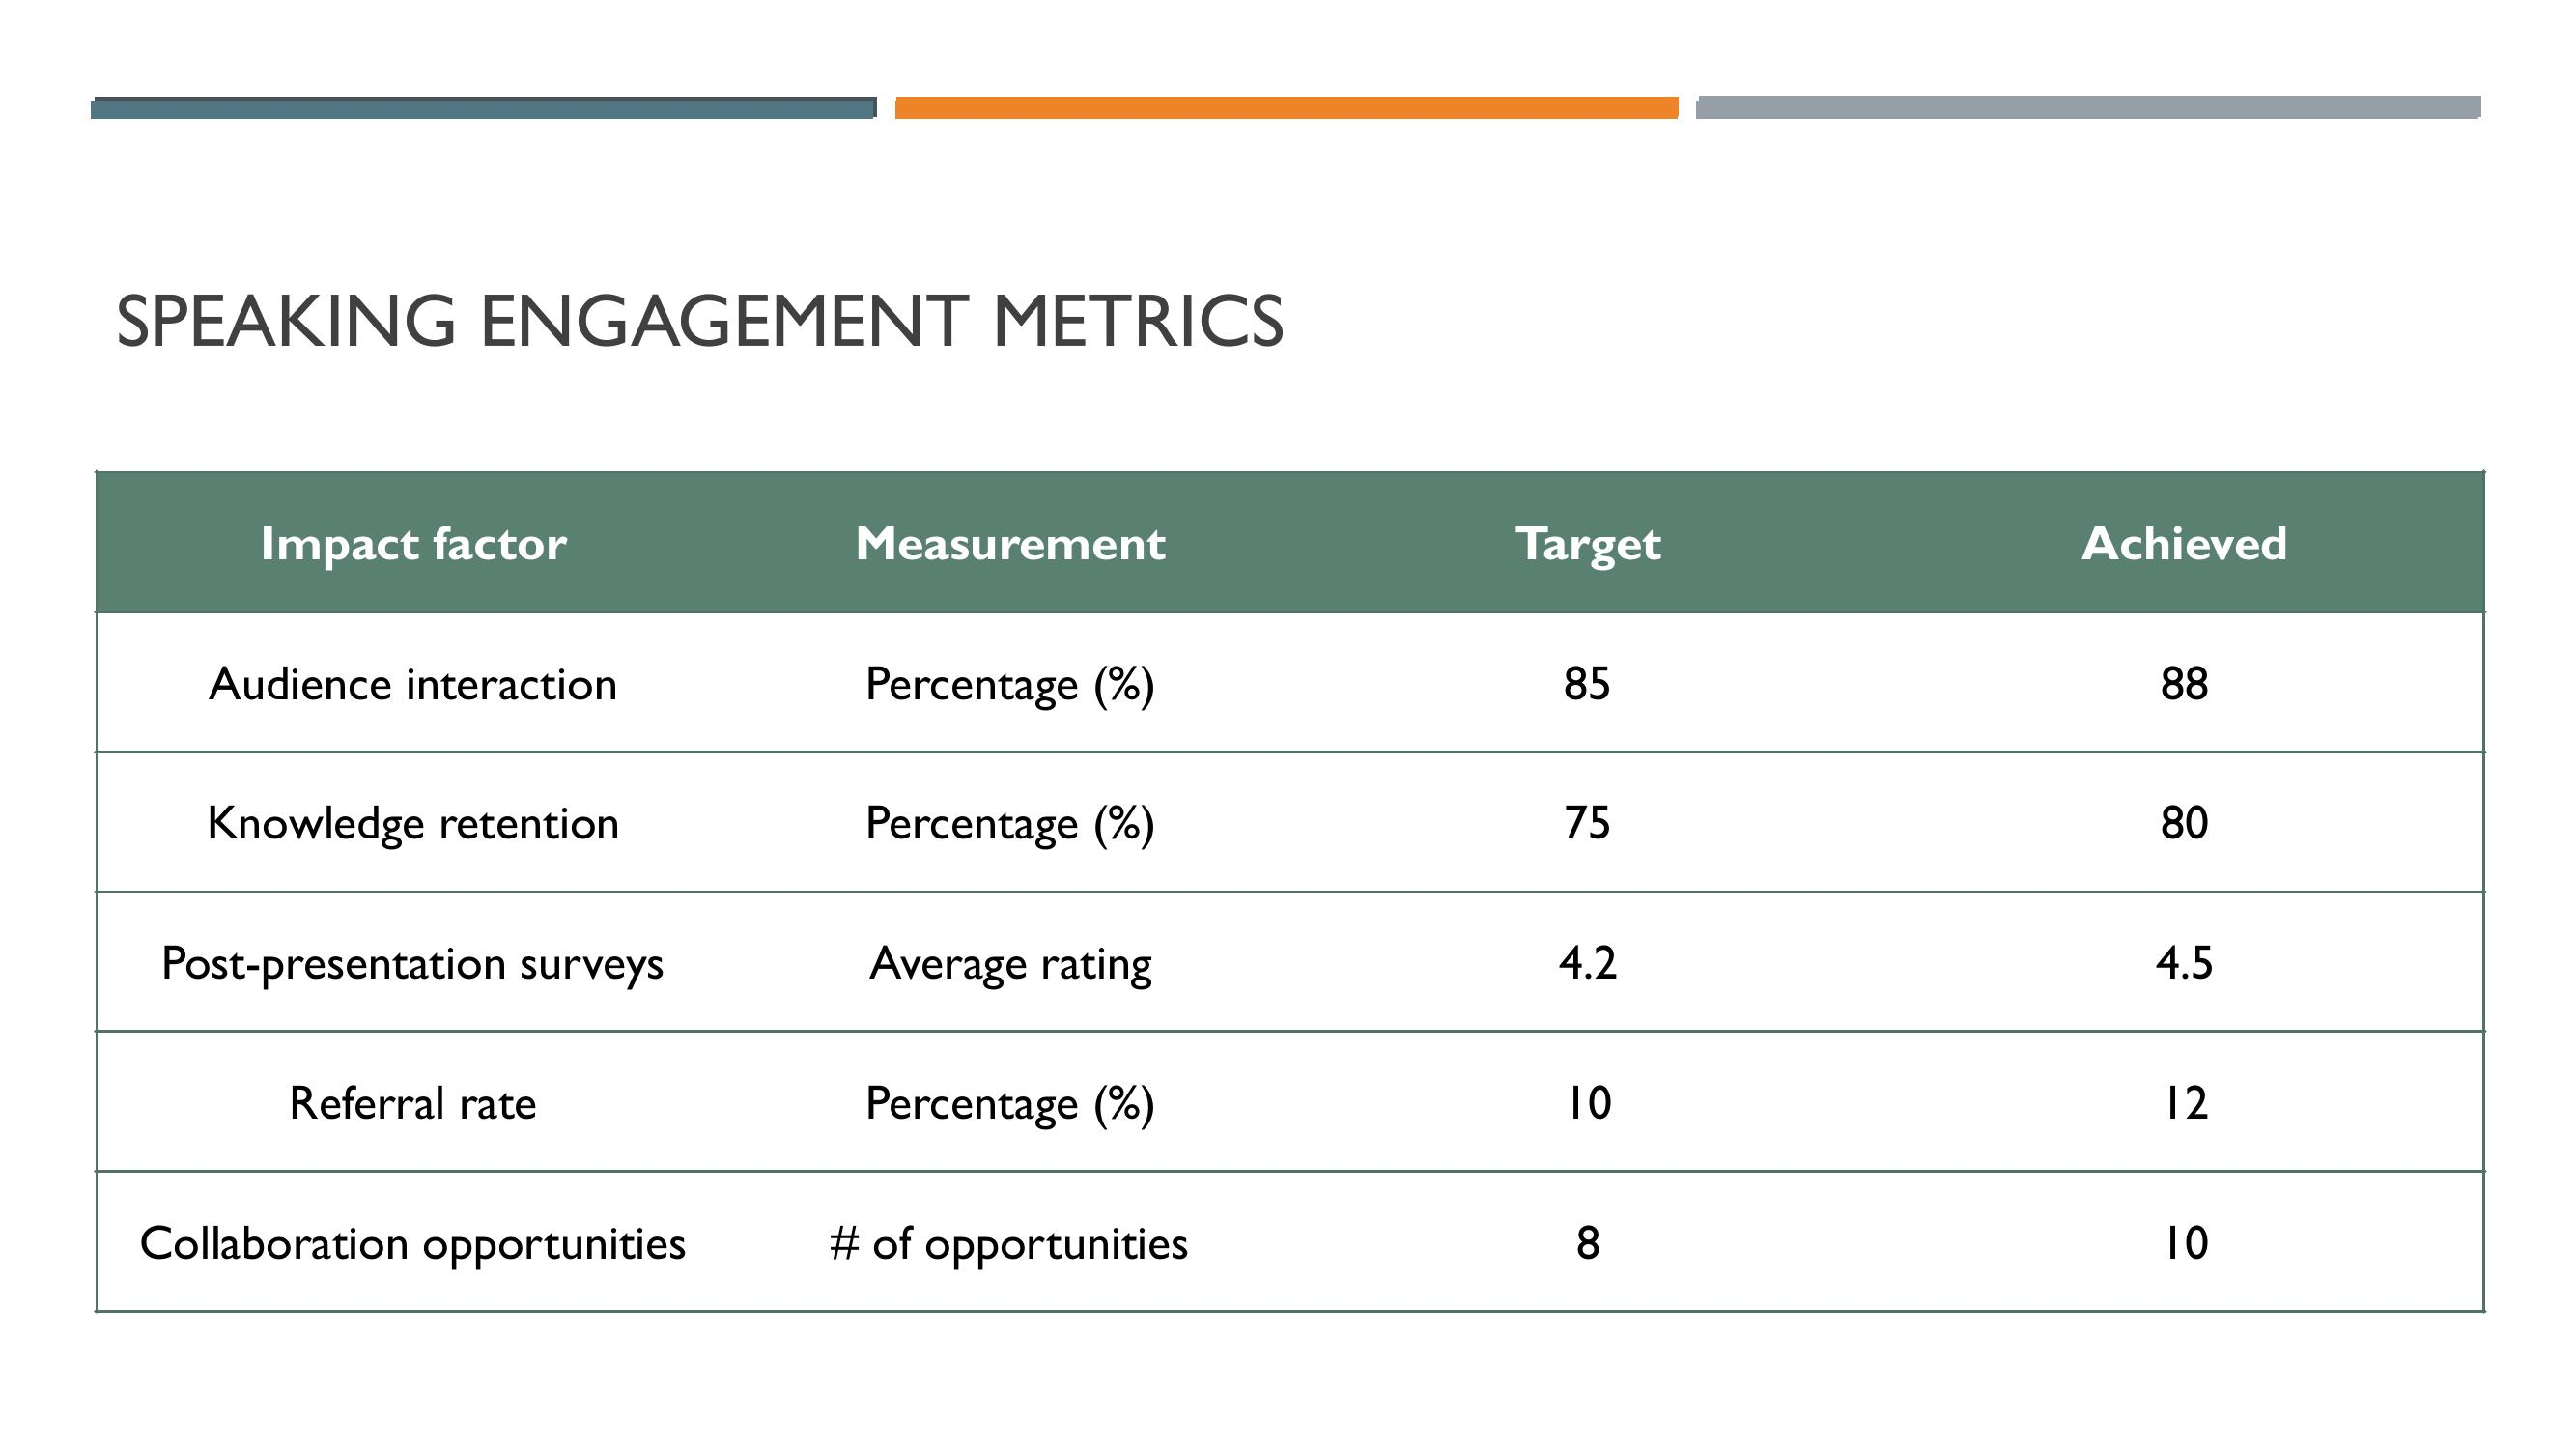 SPEAKING ENGAGEMENT METRICS
Impact factor Measurement Target Achieved
Audience interaction Percentage (%) 85 88
Knowledge retention Percentage (%) 75 80
Post-presentation surveys Average rating 4.2 4.5
Referral rate Percentage (%) 10 12
Collaboration opportunities # of opportunities 8 10